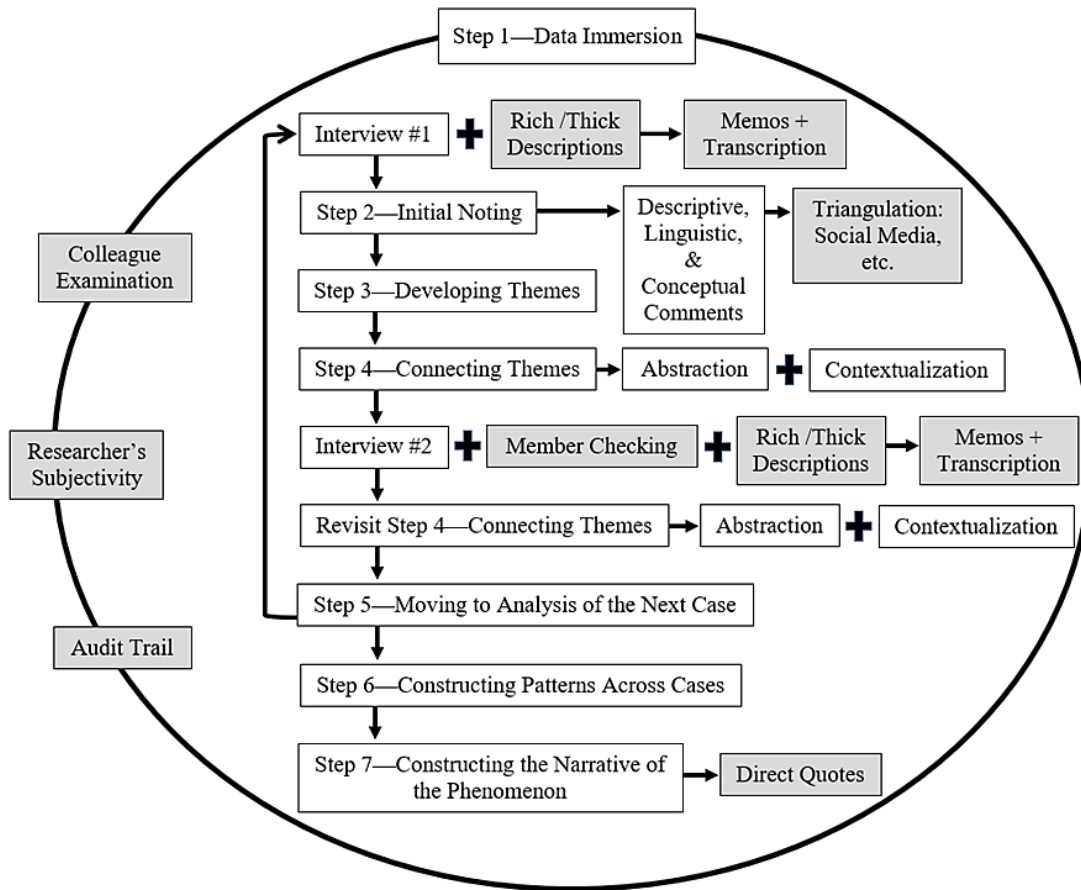 Step 1—Data Immersion
Interview #1
Rich /Thick
Descriptions
Memos +
Transcription
Step 2—Initial Noting
Descriptive,
Linguistic,
&
Conceptual
Comments
Triangulation:
Social Media,
etc.
Colleague
Examination
Step 3—Developing Themes
Step 4—Connecting Themes
Abstraction
Contextualization
Interview #2
Member Checking
Rich /Thick
Descriptions
Memos +
Transcription
Researcher’s
Subjectivity
Revisit Step 4—Connecting Themes
Abstraction
Contextualization
Step 5—Moving to Analysis of the Next Case
Audit Trail
Step 6—Constructing Patterns Across Cases
Step 7—Constructing the Narrative of
the Phenomenon
Direct Quotes